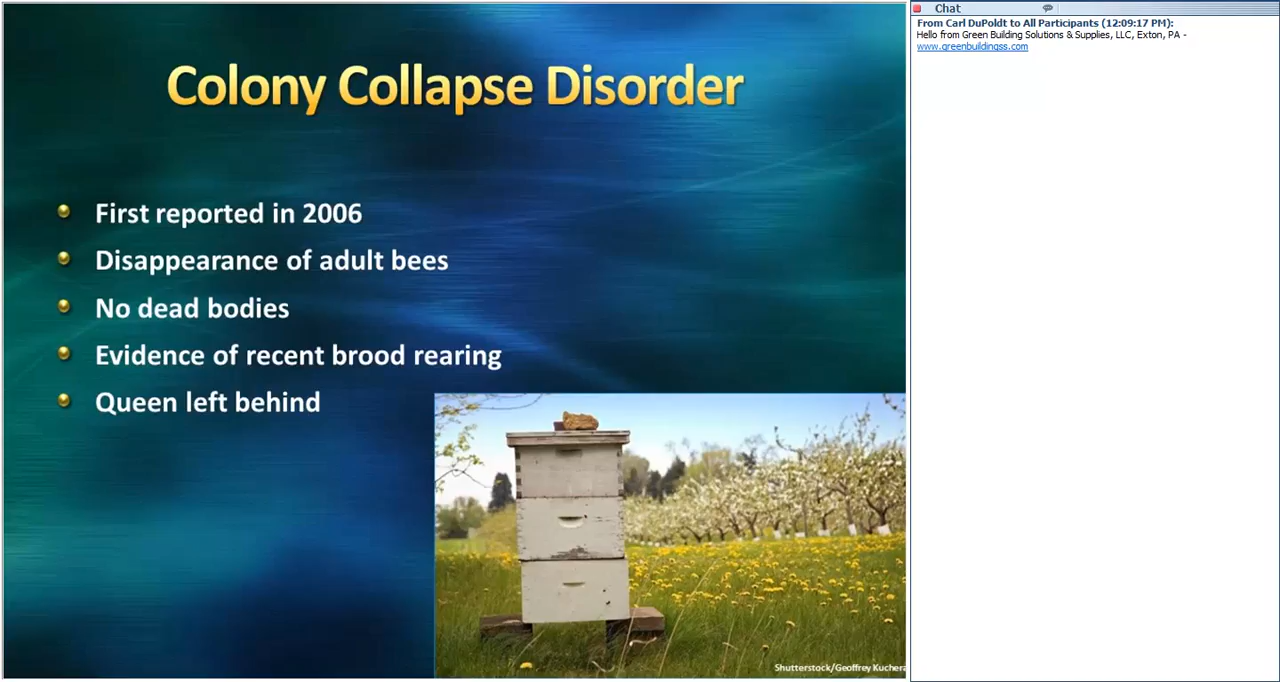 Colony Collapse Disorder
First reported in 2006
Disappearance of adult bees
No dead bodies
Evidence of recent brood rearing
Queen left behind
Shutterstock/Geoffrey Kuchera
Chat
From Carl DuPoldt to All Participants (12:09:17 PM):
Hello from Green Building Solutions & Supplies, LLC, Exton, PA -
www.greenbuildingss.com